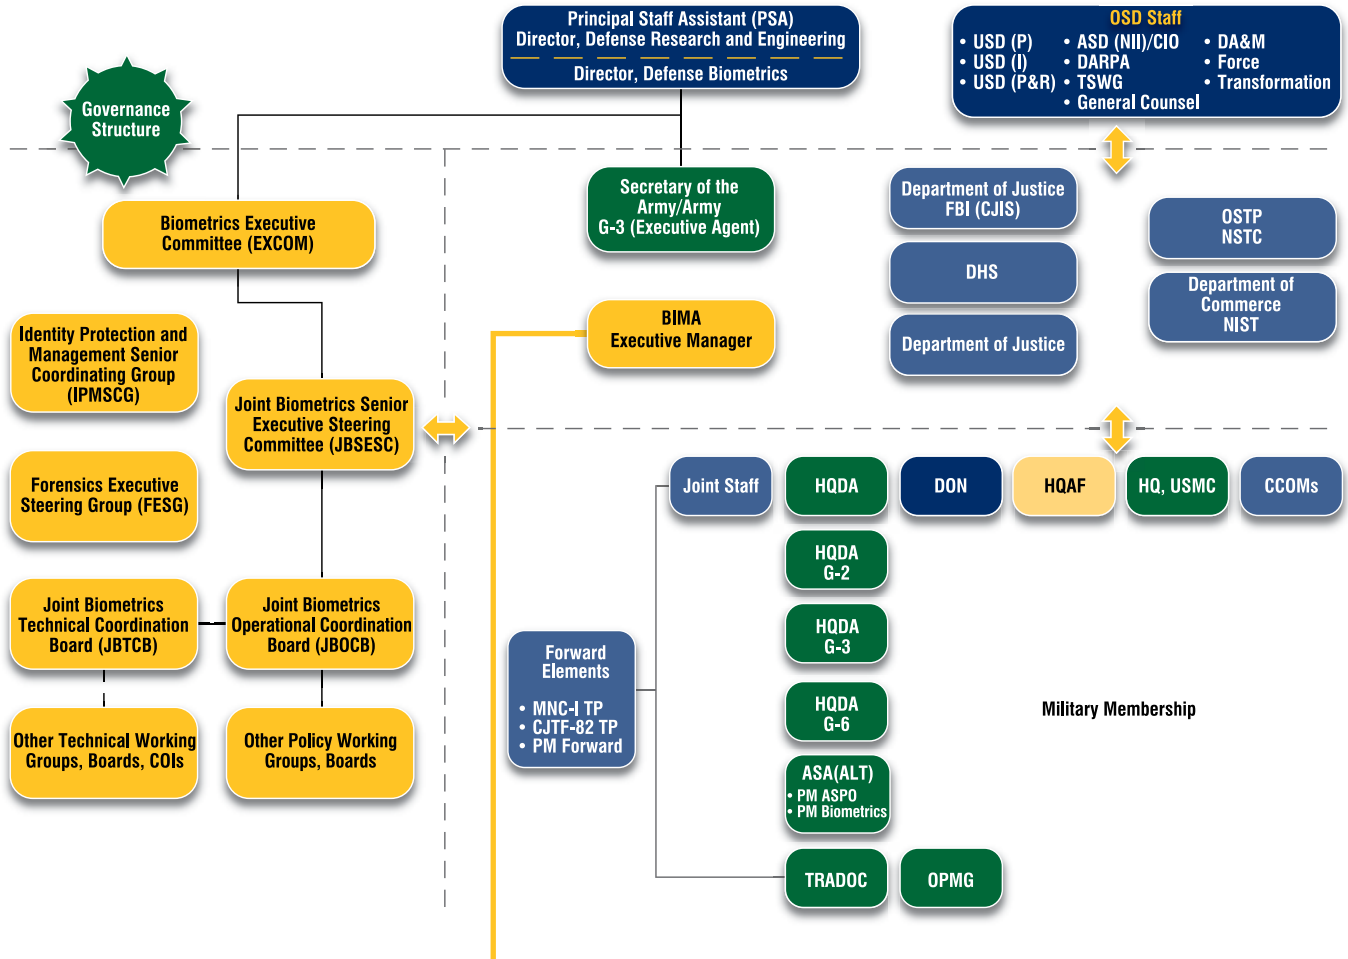 Principal Staff Assistant (PSA)
Director, Defense Research and Engineering
Director, Defense Biometrics
OSD Staff
• USD (P)
• USD (I)
• USD (P&R)
• ASD (NII)/CIO
• DARPA
• TSWG
• General Counsel
• DA&M
• Force
• Transformation
Governance
Structure
Biometrics Executive
Committee (EXCOM)
Secretary of the
Army/Army
G-3 (Executive Agent)
Department of Justice
FBI (CJIS)
OSTP
NSTC
DHS
Department of
Commerce
NIST
Department of Justice
BIMA
Executive Manager
Identity Protection and
Management Senior
Coordinating Group
(IPMSCG)
Joint Biometrics Senior
Executive Steering
Committee (JBSESC)
Forensics Executive
Steering Group (FESG)
Joint Biometrics
Technical Coordination
Board (JBTCB)
Joint Biometrics
Operational Coordination
Board (JBOCB)
Other Technical Working
Groups, Boards, COIs
Other Policy Working
Groups, Boards
Joint Staff
HQDA
DON
HQAF
HQ, USMC
CCOMs
HQDA
G-2
HQDA
G-3
HQDA
G-6
ASA(ALT)
• PM ASPO
• PM Biometrics
TRADOC
OPMG
Forward
Elements
• MNC-I TP
• CJTF-82 TP
• PM Forward
Military Membership